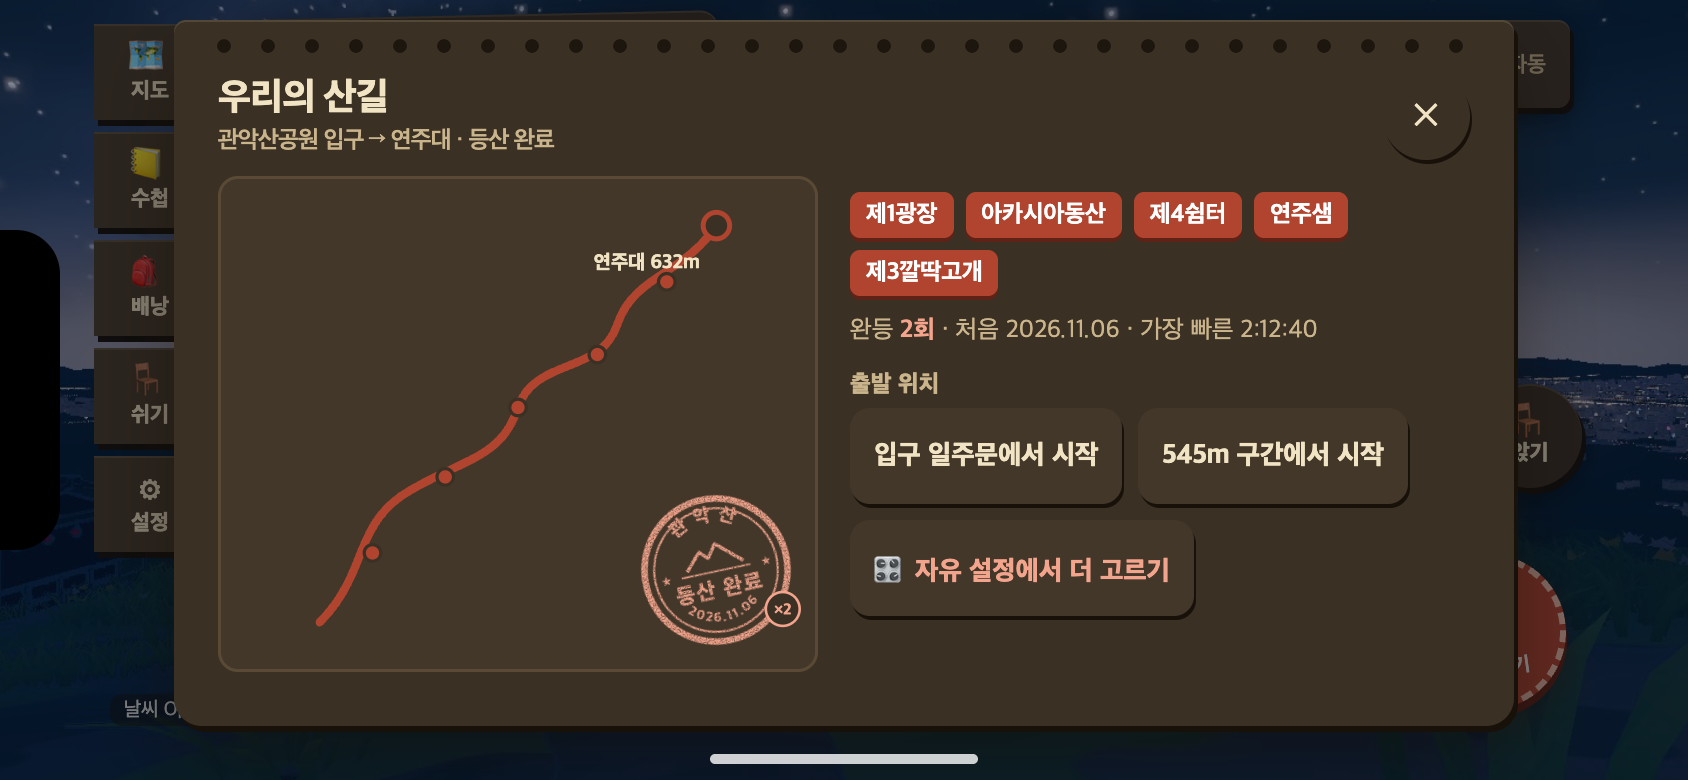 지도
수첩
배낭
쉬기
⚙
설정
우리의 산길
관악산공원 입구 → 연주대 · 등산 완료
×
연주대 632m
관악산
등산 완료
2026.11.06
×2
제1광장
아카시아동산
제4쉼터
연주샘
제3깔딱고개
완등 2회 · 처음 2026.11.06 · 가장 빠른 2:12:40
출발 위치
입구 일주문에서 시작
545m 구간에서 시작
자유 설정에서 더 고르기
날씨